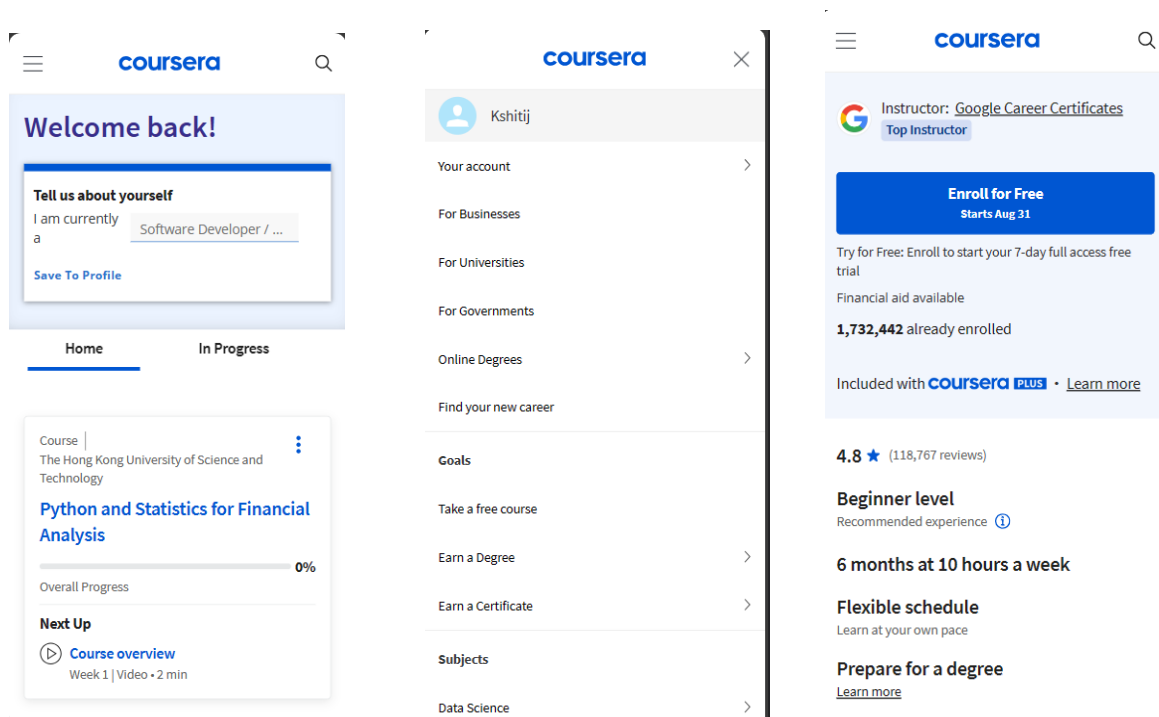 coursera
Welcome back!
Tell us about yourself
I am currently
a
Software Developer / ...
Save To Profile
Home
In Progress
Course
The Hong Kong University of Science and
Technology
Python and Statistics for Financial
Analysis
0%
Overall Progress
Next Up
Course overview
Week 1 | Video • 2 min
coursera
Kshitij
Your account
For Businesses
For Universities
For Governments
Online Degrees
Find your new career
Goals
Take a free course
Earn a Degree
Earn a Certificate
Subjects
Data Science
coursera
Instructor: Google Career Certificates
Top Instructor
Enroll for Free
Starts Aug 31
Try for Free: Enroll to start your 7-day full access free
trial
Financial aid available
1,732,442 already enrolled
Included with coursera PLUS • Learn more
4.8 ★ (118,767 reviews)
Beginner level
Recommended experience
6 months at 10 hours a week
Flexible schedule
Learn at your own pace
Prepare for a degree
Learn more